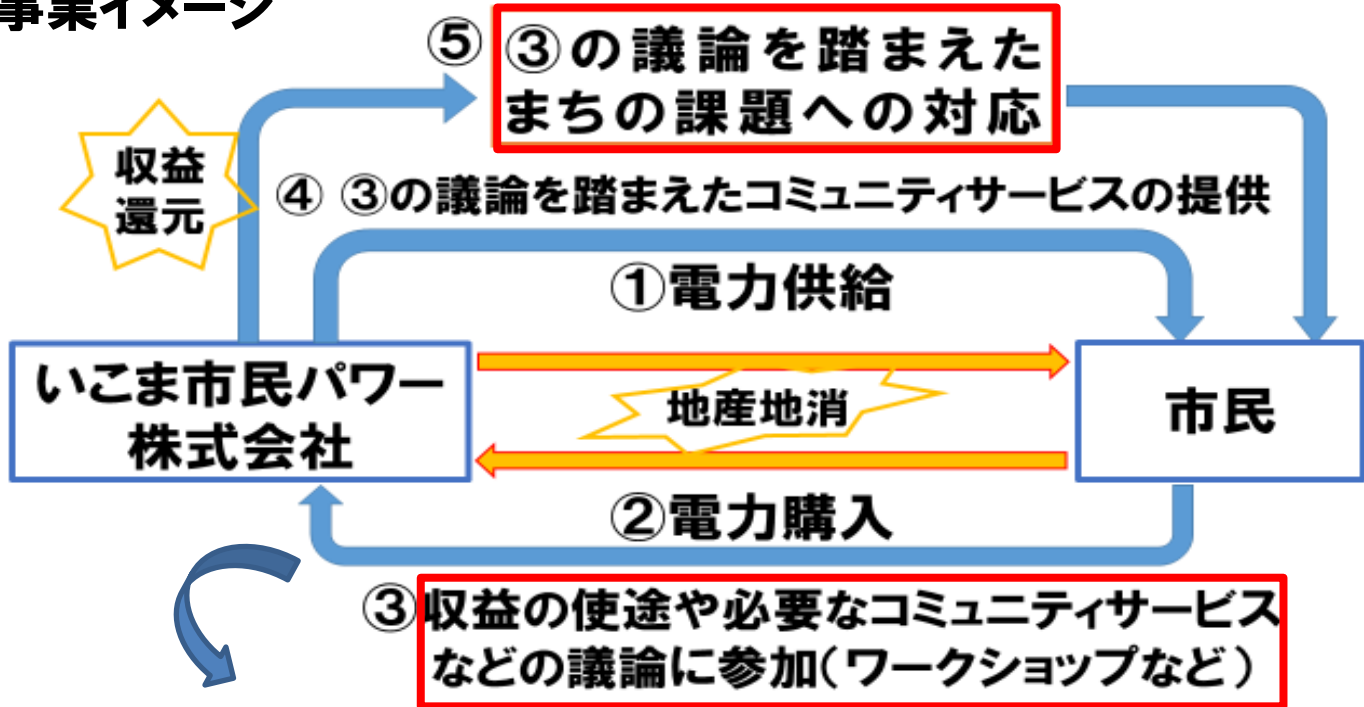 事業イメージ
⑤ ③の議論を踏まえた
まちの課題への対応
収益
還元
④ ③の議論を踏まえたコミュニティサービスの提供
①電力供給
いこま市民パワー
株式会社
地産地消
市民
②電力購入
③収益の使途や必要なコミュニティサービス
などの議論に参加(ワークショップなど)